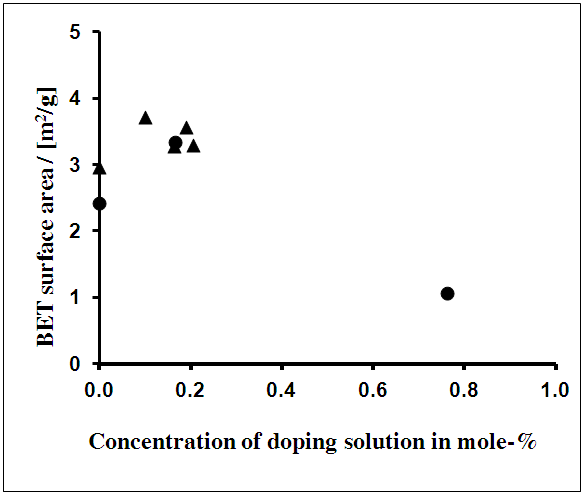 5
4
3
2
1
0
BET surface area / [m²/g]
0.0 0.2 0.4 0.6 0.8 1.0
Concentration of doping solution in mole-%